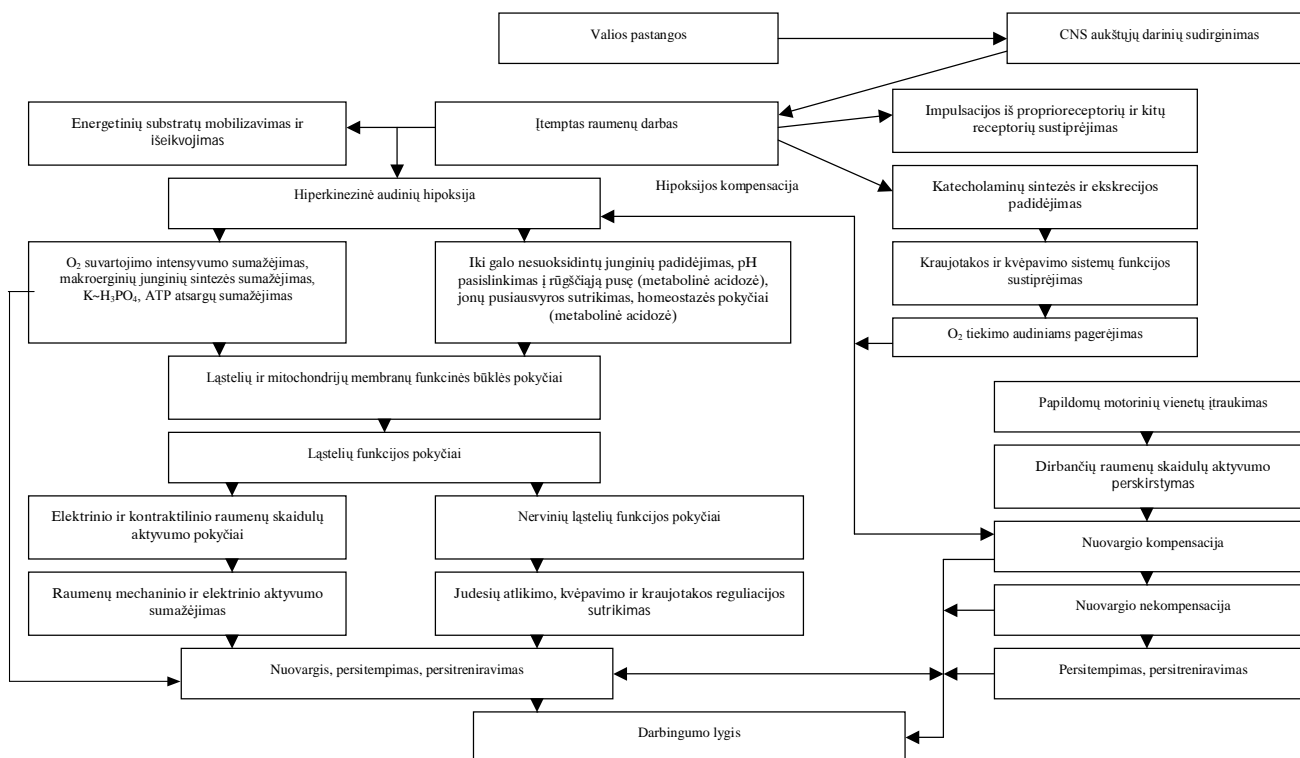 Valios pastangos
CNS aukštųjų darinių sudirginimas
Energetinių substratų mobilizavimas ir
išeikvojimas
Įtemptas raumenų darbas
Impulsacijos iš proprioreceptorių ir kitų
receptorių sustiprėjimas
Hiperkinezinė audinių hipoksija
Hipoksijos kompensacija
Katecholaminų sintezės ir ekskrecijos
padidėjimas
O₂ suvartojimo intensyvumo sumažėjimas,
makroerginių junginių sintezės sumažėjimas,
K~H₃PO₄, ATP atsargų sumažėjimas
Iki galo nesuoksidintų junginių padidėjimas, pH
pasislinkimas į rūgščiąją pusę (metabolinė acidozė),
jonų pusiausvyros sutrikimas, homeostazės pokyčiai
(metabolinė acidozė)
Kraujotakos ir kvėpavimo sistemų funkcijos
sustiprėjimas
O₂ tiekimo audiniams pagerėjimas
Ląstelių ir mitochondrijų membranų funkcinės būklės pokyčiai
Papildomų motorinių vienetų įtraukimas
Ląstelių funkcijos pokyčiai
Dirbančių raumenų skaidulų aktyvumo
perskirstymas
Elektrinio ir kontraktilinio raumenų skaidulų
aktyvumo pokyčiai
Nervinių ląstelių funkcijos pokyčiai
Nuovargio kompensacija
Raumenų mechaninio ir elektrinio aktyvumo
sumažėjimas
Judesių atlikimo, kvėpavimo ir kraujotakos reguliacijos
sutrikimas
Nuovargio nekompensacija
Nuovargis, persitempimas, persitreniravimas
Persitempimas, persitreniravimas
Darbingumo lygis